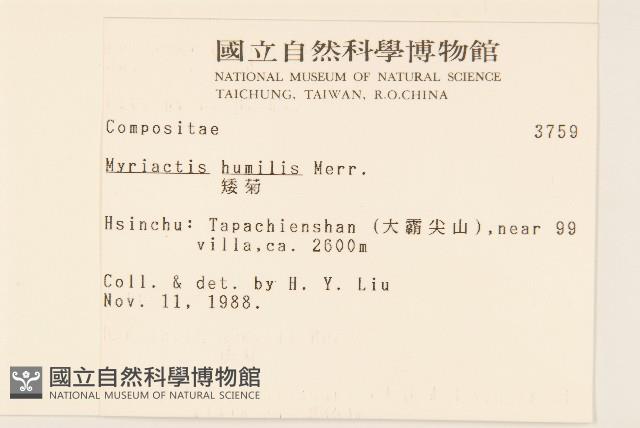 國立自然科學博物館
NATIONAL MUSEUM OF NATURAL SCIENCE
TAICHUNG, TAIWAN, R.O.CHINA
Compositae 3759
Myriactis humilis Merr.
矮菊
Hsinchu: Tapachienshan (大霸尖山),near 99
villa,ca. 2600m
Coll. & det. by H. Y. Liu
Nov. 11, 1988.
國立自然科學博物館
NATIONAL MUSEUM OF NATURAL SCIENCE